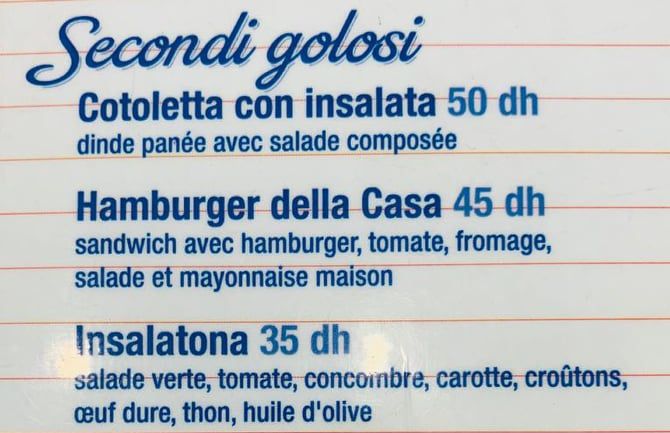 Secondi golosi
Cotoletta con insalata 50 dh
dinde panée avec salade composée
Hamburger della Casa 45 dh
sandwich avec hamburger, tomate, fromage,
salade et mayonnaise maison
Insalatona 35 dh
salade verte, tomate, concombre, carotte, croûtons,
œuf dure, thon, huile d'olive